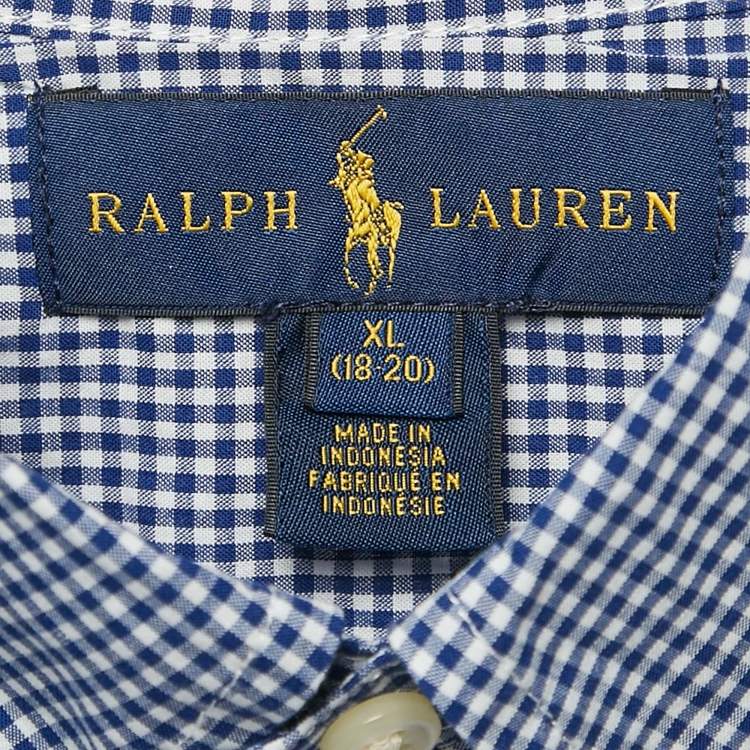 RALPH LAUREN
XL
(18-20)
MADE IN
INDONESIA
FABRIQUÉ EN
INDONÉSIE